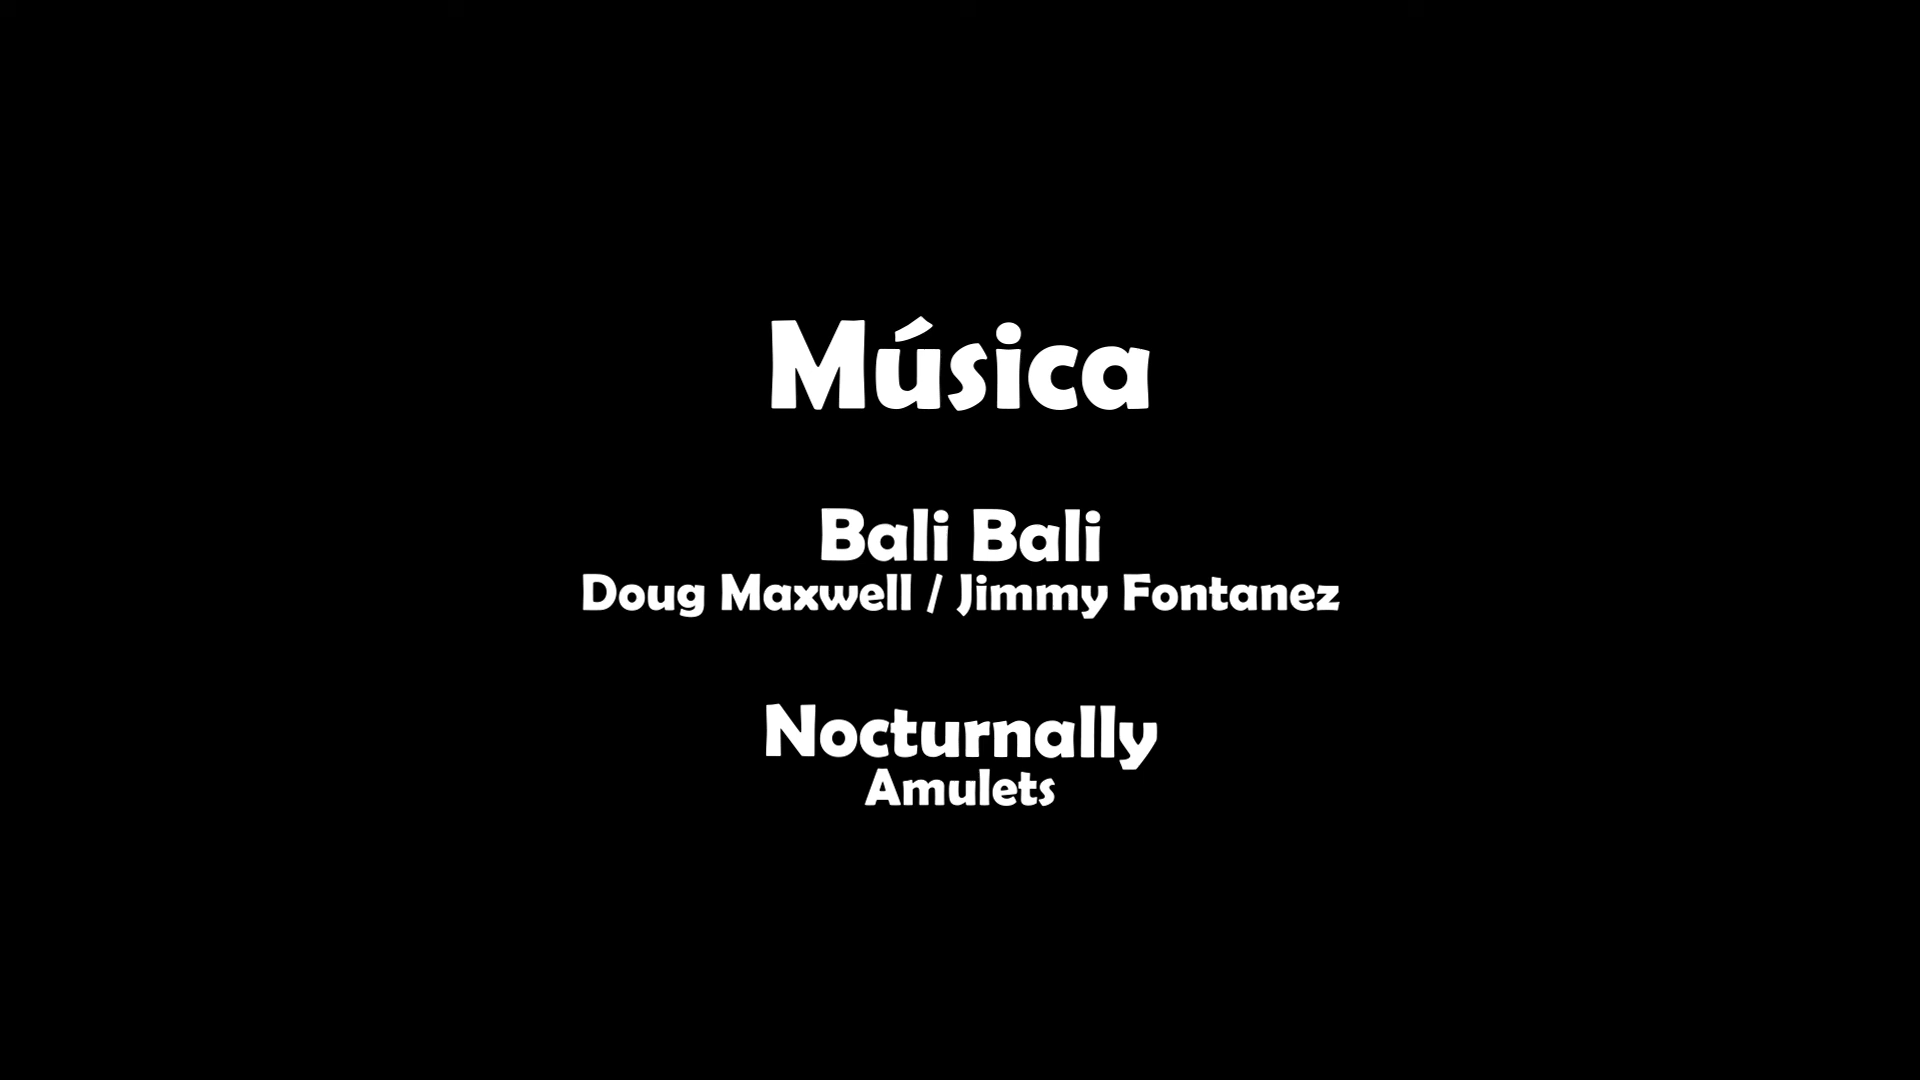 Música
Bali Bali
Doug Maxwell / Jimmy Fontanez
Nocturnally
Amulets